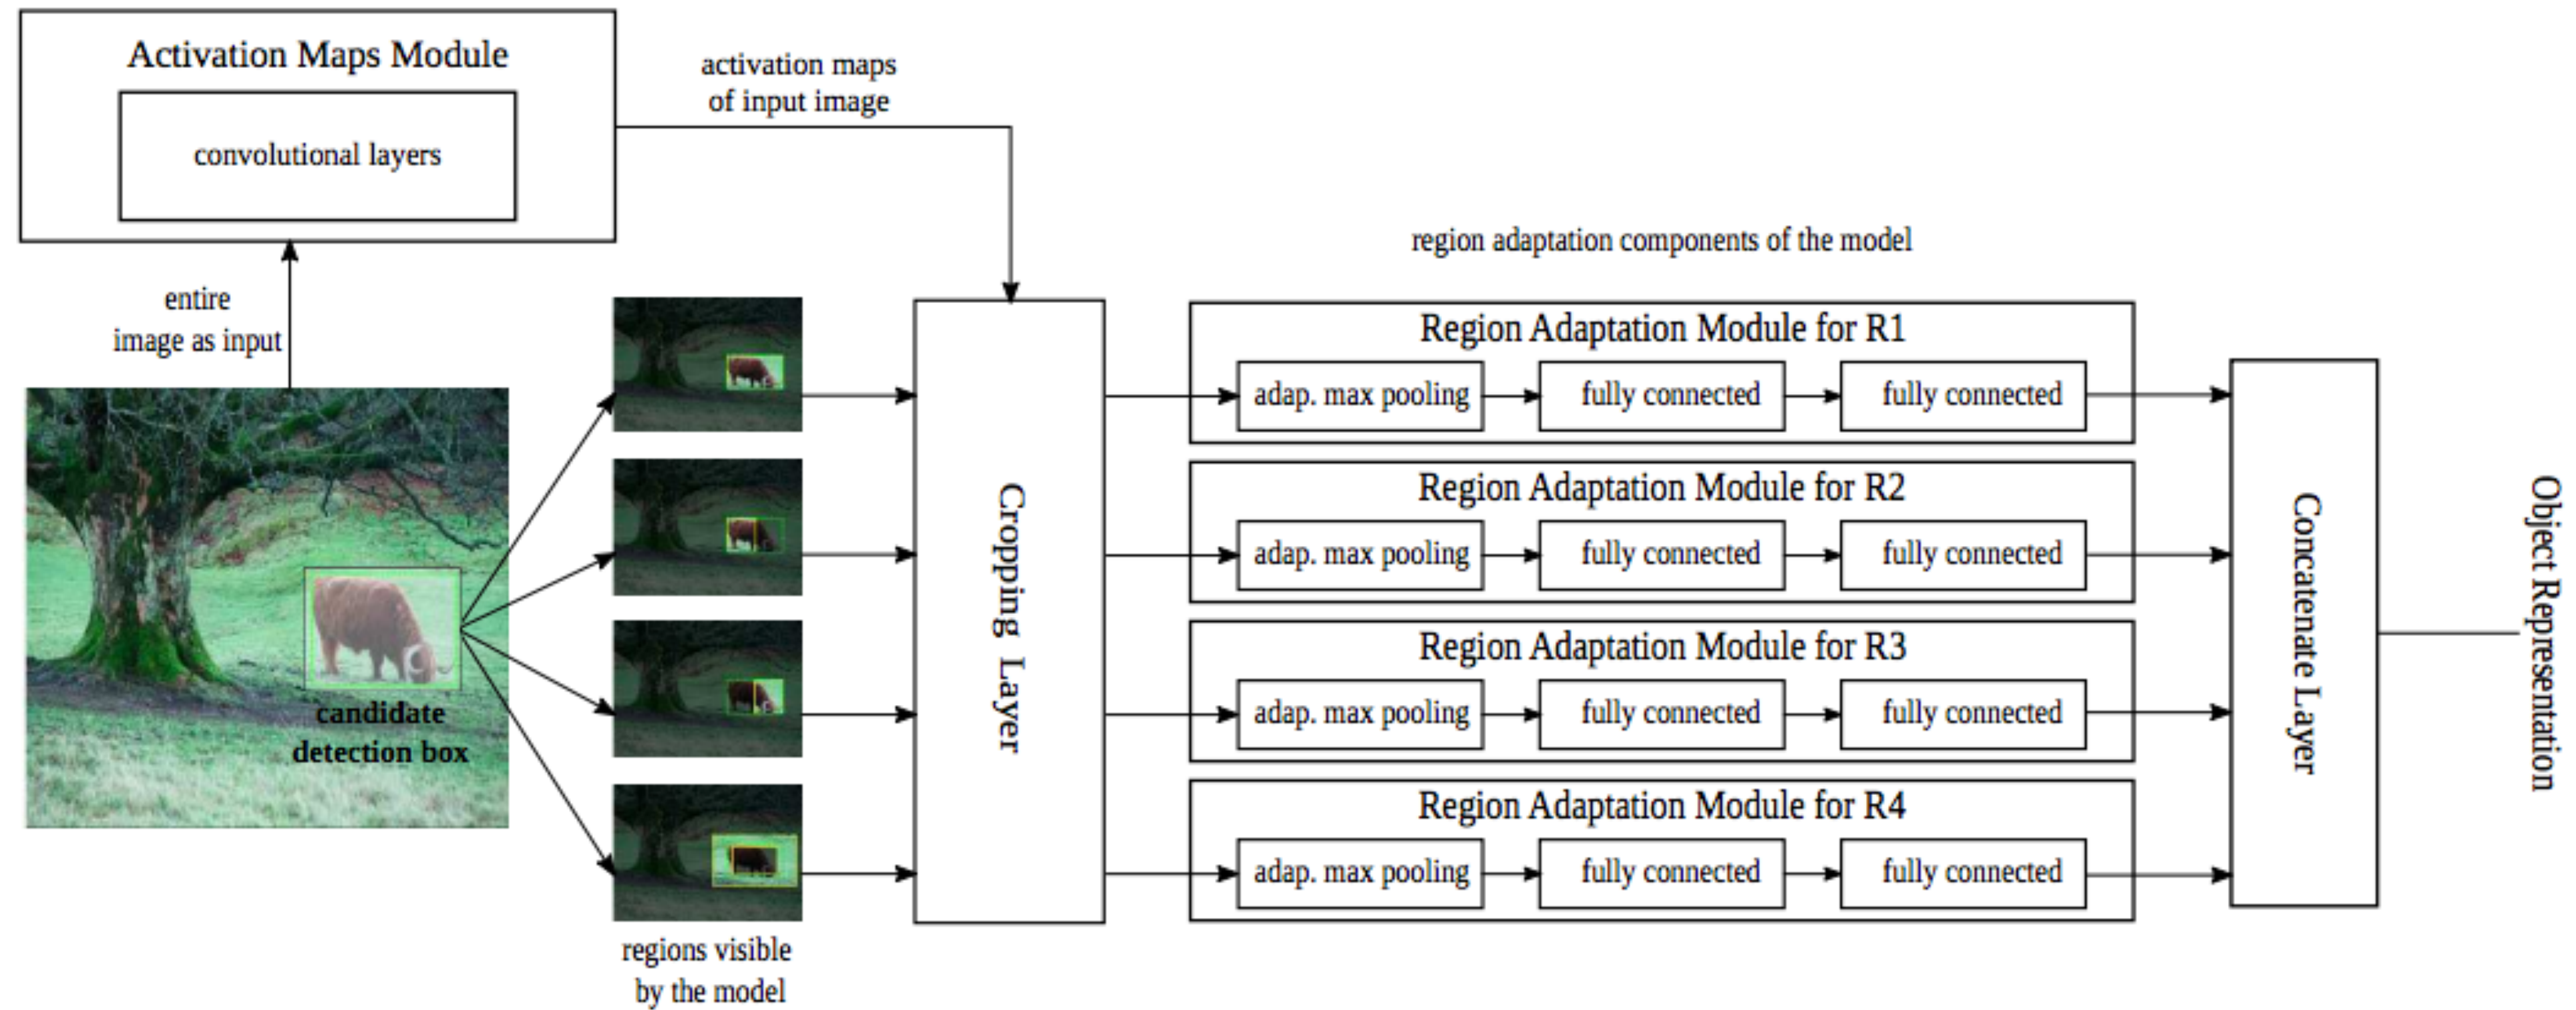 Activation Maps Module
convolutional layers
activation maps
of input image
entire
image as input
candidate
detection box
regions visible
by the model
Cropping Layer
region adaptation components of the model
Region Adaptation Module for R1
adap. max pooling
fully connected
fully connected
Region Adaptation Module for R2
adap. max pooling
fully connected
fully connected
Region Adaptation Module for R3
adap. max pooling
fully connected
fully connected
Region Adaptation Module for R4
adap. max pooling
fully connected
fully connected
Concatenate Layer
Object Representation